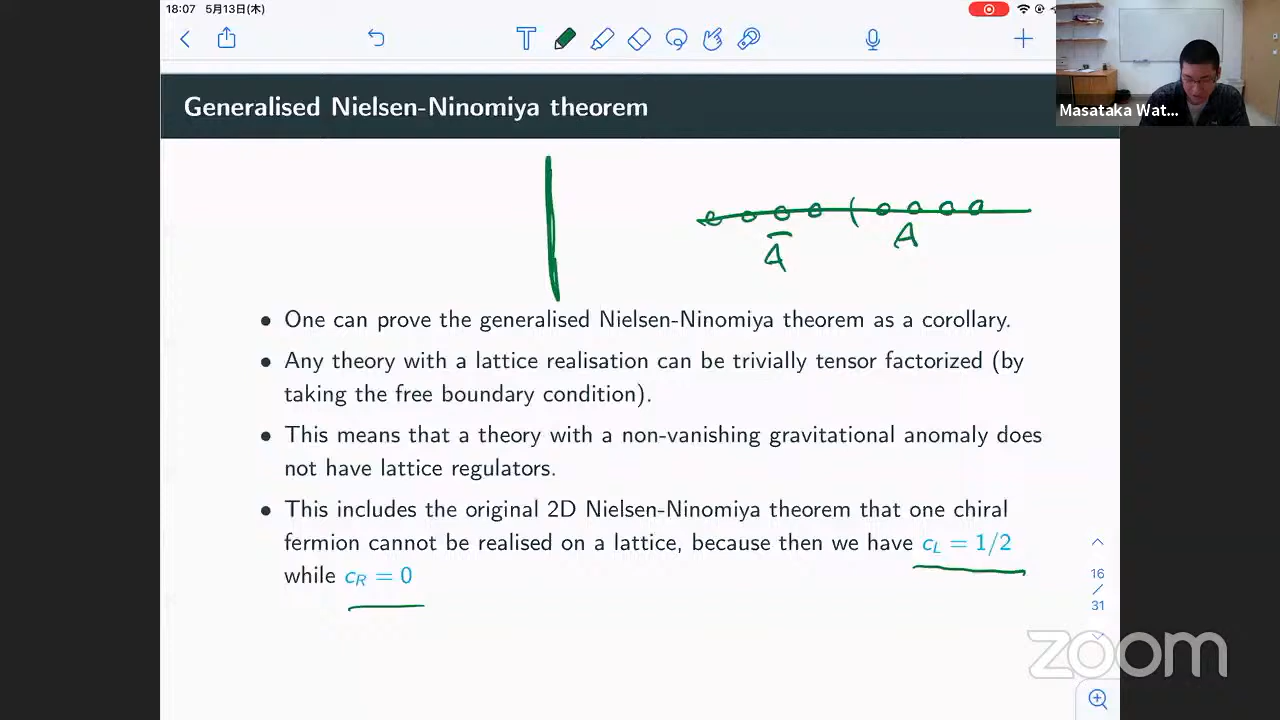 18:07 5月13日(木)
T
Masataka Wat...
Generalised Nielsen-Ninomiya theorem
A
A
• One can prove the generalised Nielsen-Ninomiya theorem as a corollary.
• Any theory with a lattice realisation can be trivially tensor factorized (by
taking the free boundary condition).
• This means that a theory with a non-vanishing gravitational anomaly does
not have lattice regulators.
• This includes the original 2D Nielsen-Ninomiya theorem that one chiral
fermion cannot be realised on a lattice, because then we have c_L = 1/2
while c_R = 0
16
/
31
zoom